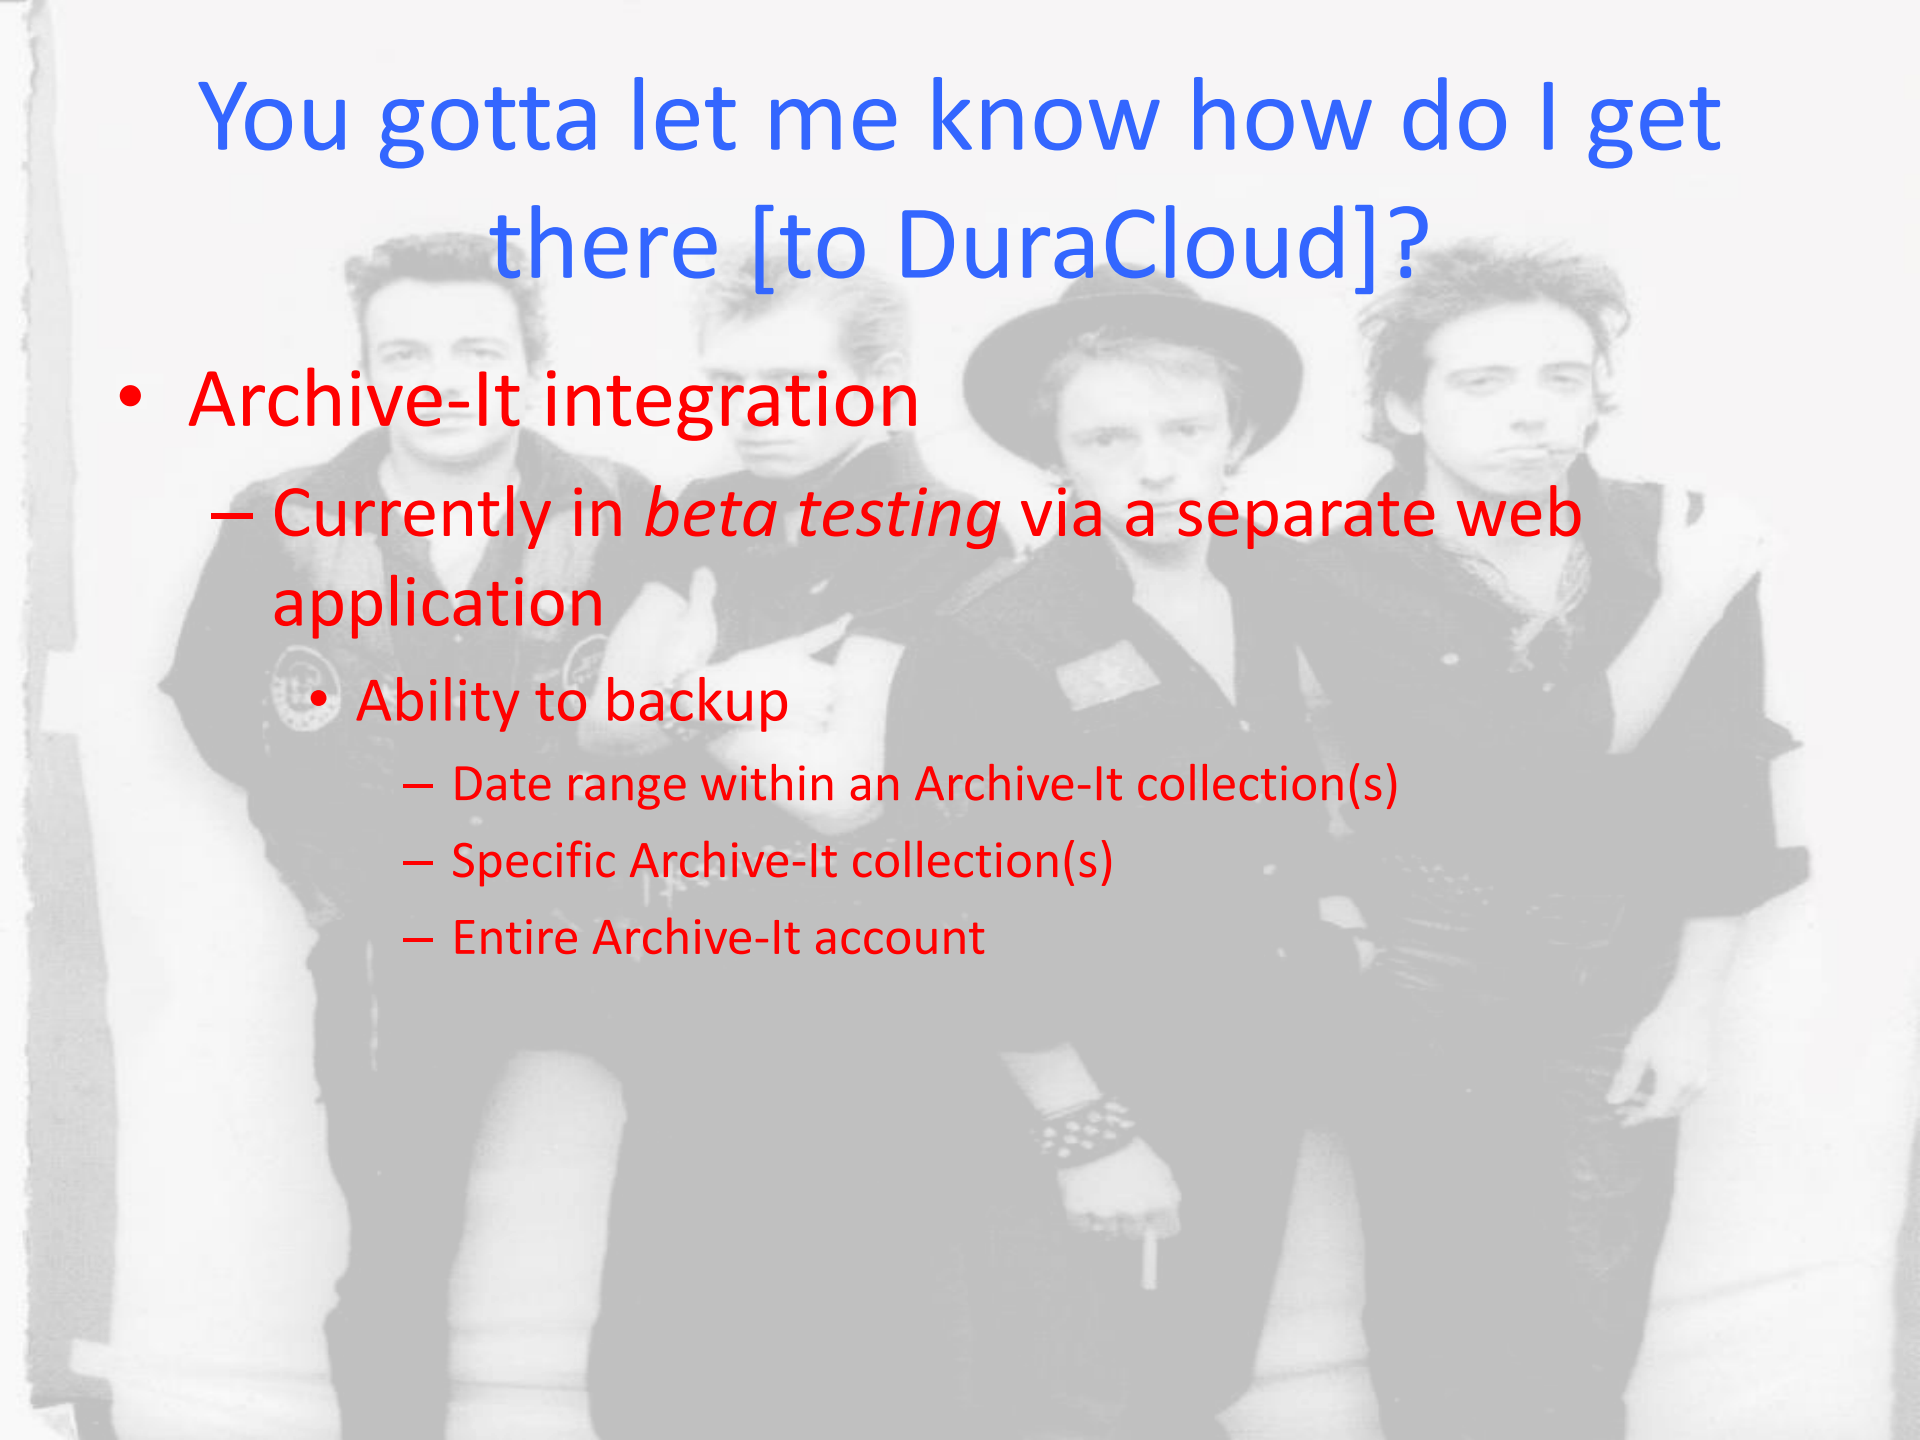 You gotta let me know how do I get
there [to DuraCloud]?
• Archive-It integration
– Currently in beta testing via a separate web
application
• Ability to backup
– Date range within an Archive-It collection(s)
– Specific Archive-It collection(s)
– Entire Archive-It account